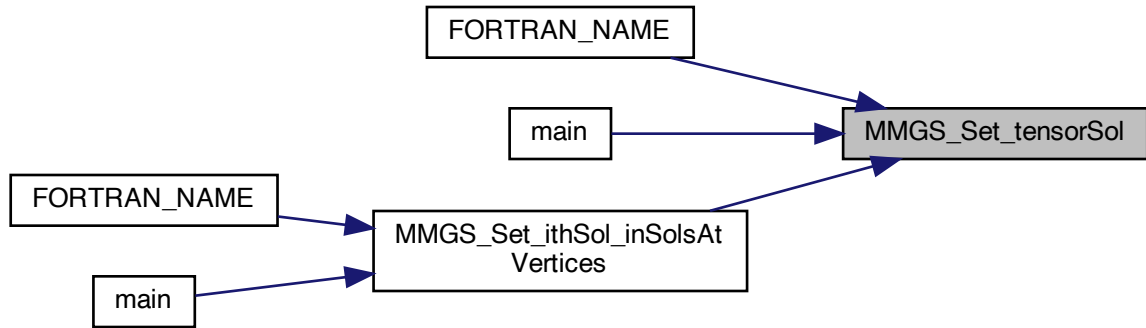 FORTRAN_NAME
main
MMGS_Set_tensorSol
FORTRAN_NAME
MMGS_Set_ithSol_inSolsAt
Vertices
main